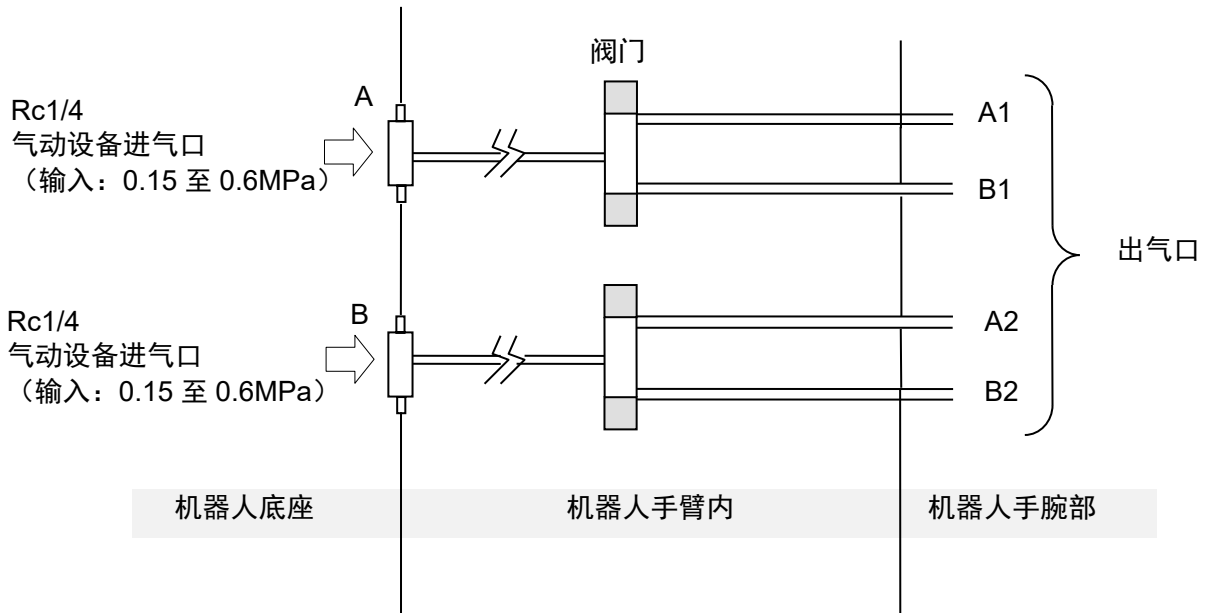 阀门
A
Rc1/4
气动设备进气口
（输入：0.15 至 0.6MPa）
A1
B1
出气口
B
Rc1/4
气动设备进气口
（输入：0.15 至 0.6MPa）
A2
B2
机器人底座
机器人手臂内
机器人手腕部